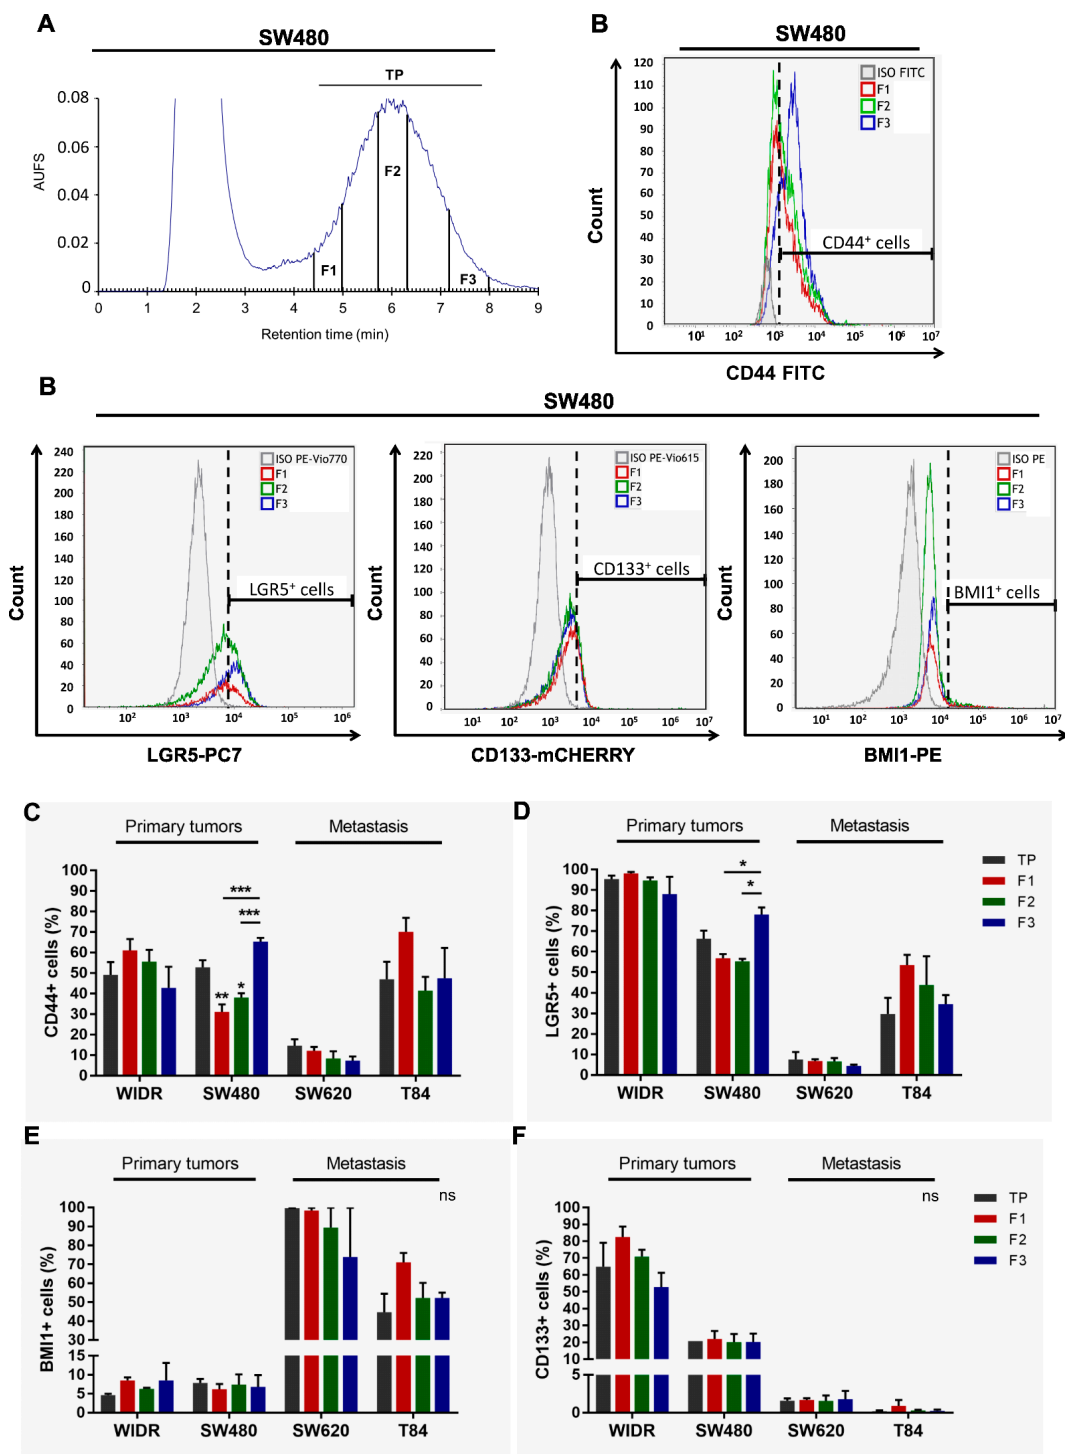 A
SW480
TP
0.08
0.06
0.04
0.02
0
AUFS
F1
F2
F3
0 1 2 3 4 5 6 7 8 9
Retention time (min)
B
SW480
120
110
100
90
80
70
60
50
40
30
20
10
0
Count
ISO FITC
F1
F2
F3
CD44+ cells
10¹ 10² 10³ 10⁴ 10⁵ 10⁶ 10⁷
CD44 FITC
B
SW480
240
220
200
180
160
140
120
100
80
60
40
20
0
Count
ISO PE-Vio770
F1
F2
F3
LGR5+ cells
10² 10³ 10⁴ 10⁵ 10⁶
LGR5-PC7
220
200
180
160
140
120
100
80
60
40
20
0
Count
ISO PE-Vio615
F1
F2
F3
CD133+ cells
10¹ 10² 10³ 10⁴ 10⁵ 10⁶ 10⁷
CD133-mCHERRY
200
180
160
140
120
100
80
60
40
20
0
Count
ISO PE
F1
F2
F3
BMI1+ cells
10¹ 10² 10³ 10⁴ 10⁵ 10⁶ 10⁷
BMI1-PE
C
Primary tumors Metastasis
100
90
80
70
60
50
40
30
20
10
0
CD44+ cells (%)
***
***
** *
WIDR SW480 SW620 T84
D
Primary tumors Metastasis
100
90
80
70
60
50
40
30
20
10
0
LGR5+ cells (%)
*
*
WIDR SW480 SW620 T84
TP
F1
F2
F3
E
Primary tumors Metastasis
ns
100
90
80
70
60
50
40
30
10
5
0
BMI1+ cells (%)
WIDR SW480 SW620 T84
F
Primary tumors Metastasis
ns
100
90
80
70
60
50
40
30
20
10
5
0
CD133+ cells (%)
WIDR SW480 SW620 T84
TP
F1
F2
F3